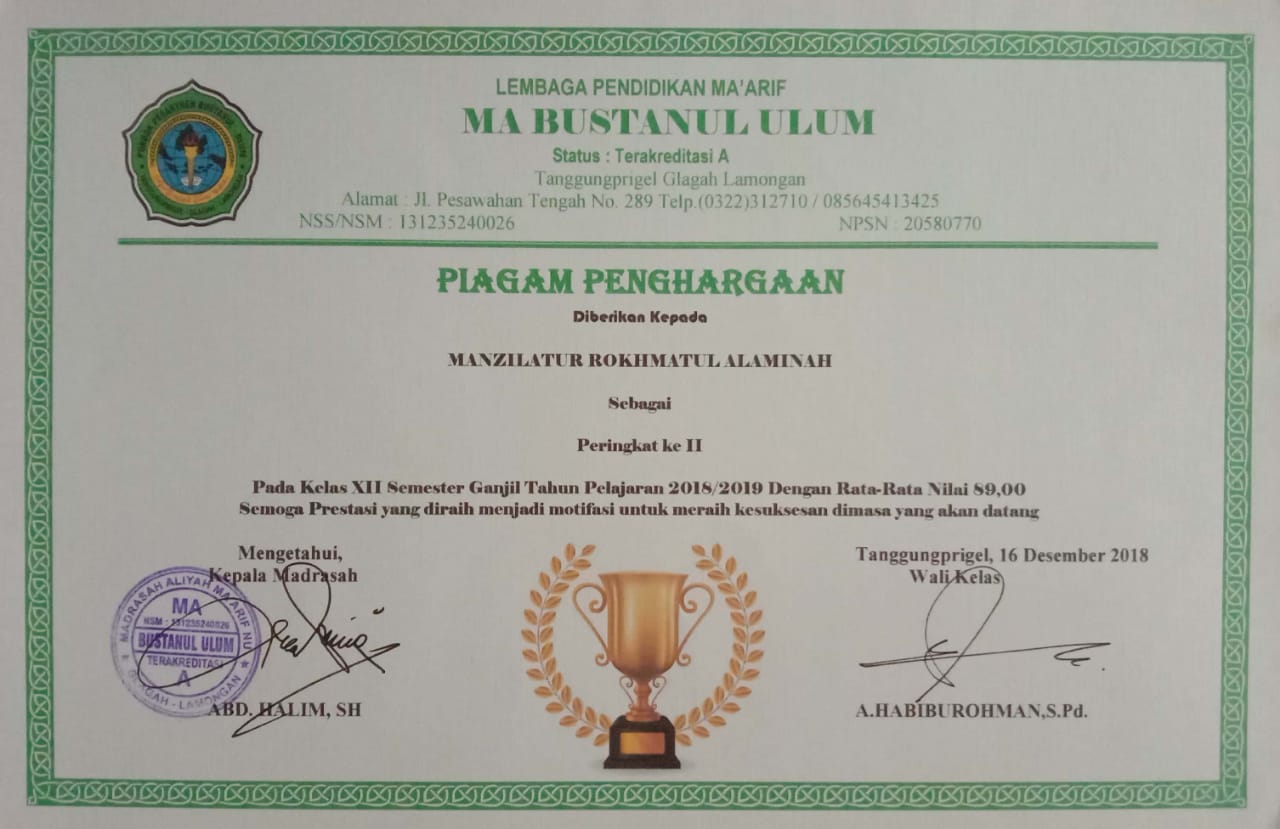 LEMBAGA PENDIDIKAN MA'ARIF
MA BUSTANUL ULUM
Status : Terakreditasi A
Tanggungprigel Glagah Lamongan
Alamat : Jl. Pesawahan Tengah No. 289 Telp.(0322)312710 / 085645413425
NSS/NSM : 131235240026 NPSN : 20580770
PIAGAM PENGHARGAAN
Diberikan Kepada
MANZILATUR ROKHMATUL ALAMINAH
Sebagai
Peringkat ke II
Pada Kelas XII Semester Ganjil Tahun Pelajaran 2018/2019 Dengan Rata-Rata Nilai 89,00
Semoga Prestasi yang diraih menjadi motifasi untuk meraih kesuksesan dimasa yang akan datang
Mengetahui,
Kepala Madrasah
MADRASAH ALIYAH MA'ARIF NU
MA
NSM : 131235240026
BUSTANUL ULUM
TERAKREDITASI
A
GLAGAH - LAMONGAN
ABD. HALIM, SH
Tanggungprigel, 16 Desember 2018
Wali Kelas
A.HABIBUROHMAN,S.Pd.